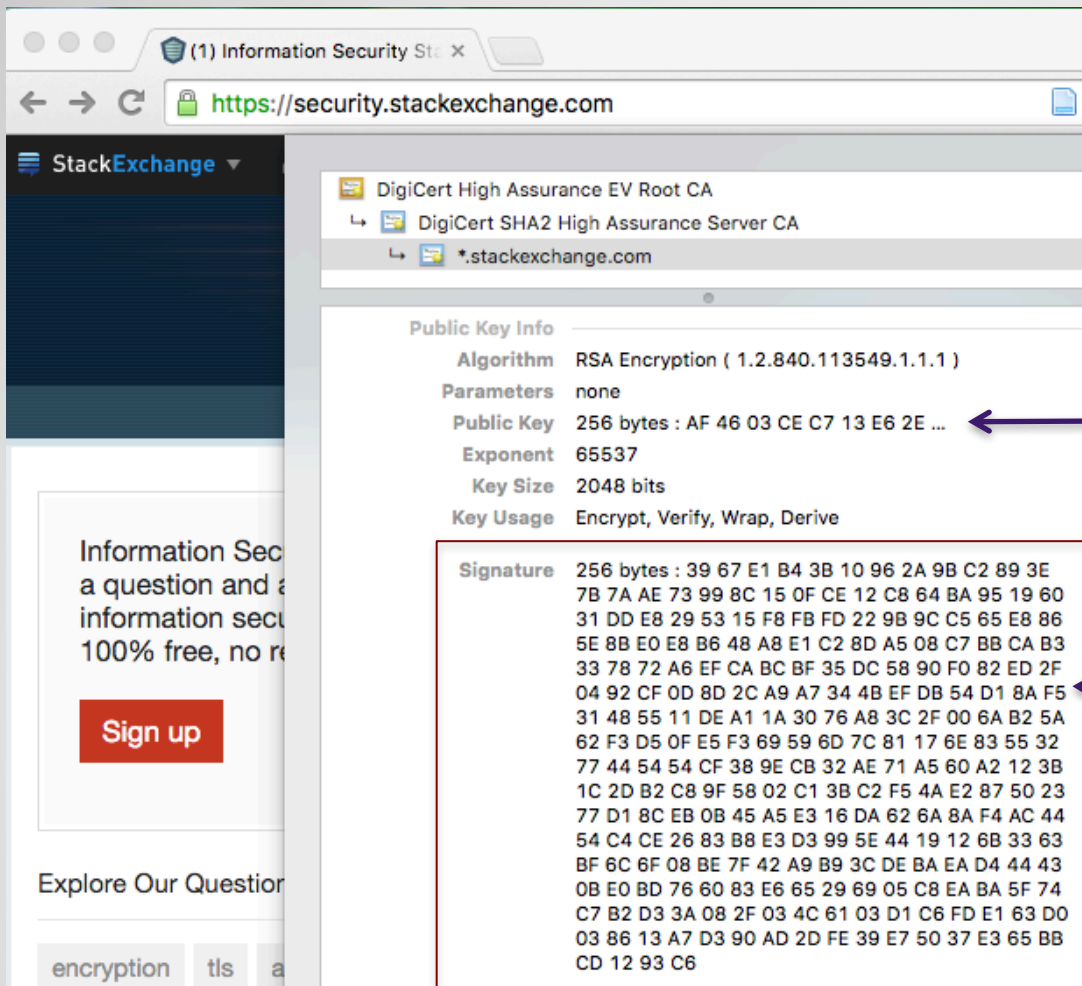 (1) Information Security Sta
https://security.stackexchange.com
StackExchange
DigiCert High Assurance EV Root CA
DigiCert SHA2 High Assurance Server CA
*.stackexchange.com
Public Key Info
Algorithm RSA Encryption ( 1.2.840.113549.1.1.1 )
Parameters none
Public Key 256 bytes : AF 46 03 CE C7 13 E6 2E ...
Exponent 65537
Key Size 2048 bits
Key Usage Encrypt, Verify, Wrap, Derive
Signature 256 bytes : 39 67 E1 B4 3B 10 96 2A 9B C2 89 3E
7B 7A AE 73 99 8C 15 0F CE 12 C8 64 BA 95 19 60
31 DD E8 29 53 15 F8 FB FD 22 9B 9C C5 65 E8 86
5E 8B E0 E8 B6 48 A8 E1 C2 8D A5 08 C7 BB CA B3
33 78 72 A6 EF CA BC BF 35 DC 58 90 F0 82 ED 2F
04 92 CF 0D 8D 2C A9 A7 34 4B EF DB 54 D1 8A F5
31 48 55 11 DE A1 1A 30 76 A8 3C 2F 00 6A B2 5A
62 F3 D5 0F E5 F3 69 59 6D 7C 81 17 6E 83 55 32
77 44 54 54 CF 38 9E CB 32 AE 71 A5 60 A2 12 3B
1C 2D B2 C8 9F 58 02 C1 3B C2 F5 4A E2 87 50 23
77 D1 8C EB 0B 45 A5 E3 16 DA 62 6A 8A F4 AC 44
54 C4 CE 26 83 B8 E3 D3 99 5E 44 19 12 6B 33 63
BF 6C 6F 08 BE 7F 42 A9 B9 3C DE BA EA D4 44 43
0B E0 BD 76 60 83 E6 65 29 69 05 C8 EA BA 5F 74
C7 B2 D3 3A 08 2F 03 4C 61 03 D1 C6 FD E1 63 D0
03 86 13 A7 D3 90 AD 2D FE 39 E7 50 37 E3 65 BB
CD 12 93 C6
Information Sec
a question and a
information secu
100% free, no re
Sign up
Explore Our Question
encryption tls a